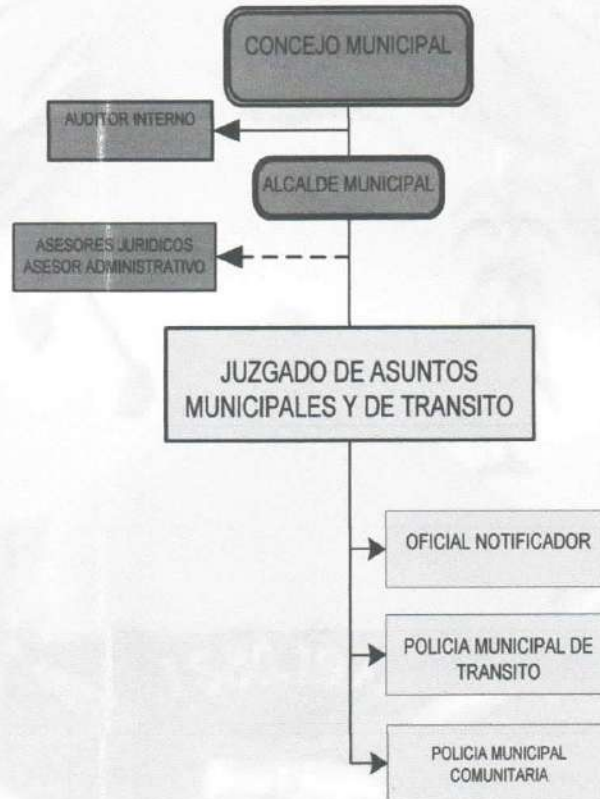 CONCEJO MUNICIPAL
AUDITOR INTERNO
ALCALDE MUNICIPAL
ASESORES JURIDICOS
ASESOR ADMINISTRATIVO
JUZGADO DE ASUNTOS
MUNICIPALES Y DE TRANSITO
OFICIAL NOTIFICADOR
POLICIA MUNICIPAL DE
TRANSITO
POLICIA MUNICIPAL
COMUNITARIA